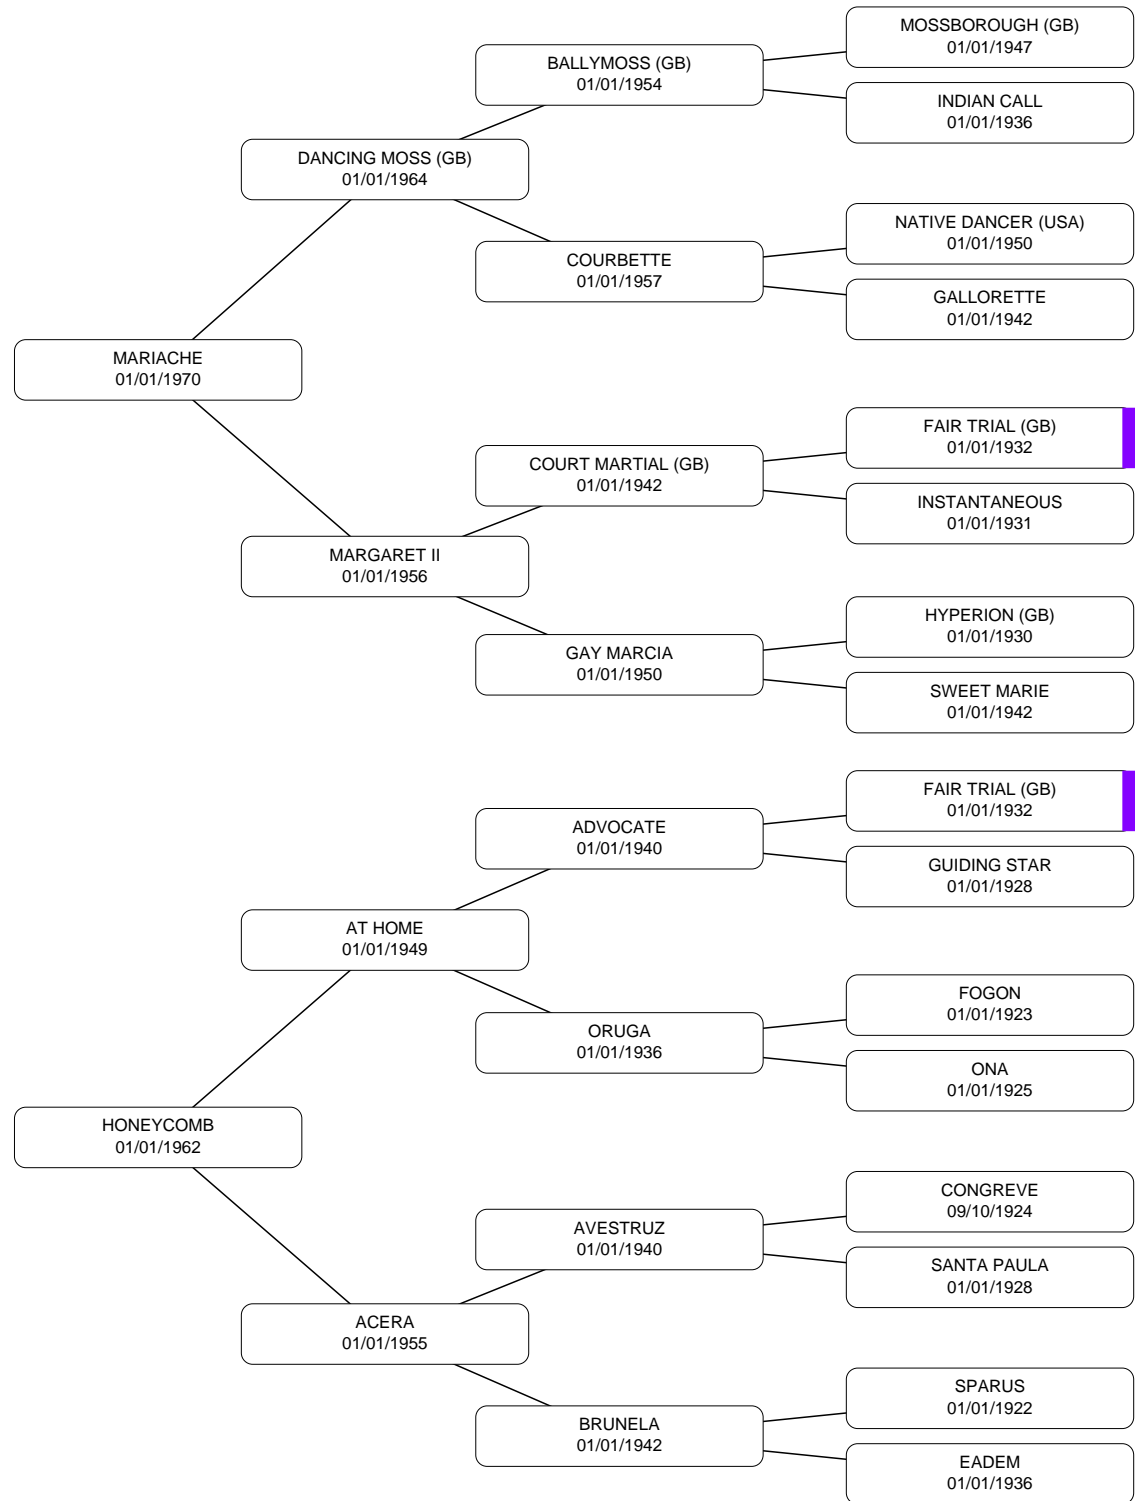 MOSSBOROUGH (GB)
01/01/1947
BALLYMOSS (GB)
01/01/1954
INDIAN CALL
01/01/1936
DANCING MOSS (GB)
01/01/1964
NATIVE DANCER (USA)
01/01/1950
COURBETTE
01/01/1957
GALLORETTE
01/01/1942
MARIACHE
01/01/1970
FAIR TRIAL (GB)
01/01/1932
COURT MARTIAL (GB)
01/01/1942
INSTANTANEOUS
01/01/1931
MARGARET II
01/01/1956
HYPERION (GB)
01/01/1930
GAY MARCIA
01/01/1950
SWEET MARIE
01/01/1942
FAIR TRIAL (GB)
01/01/1932
ADVOCATE
01/01/1940
GUIDING STAR
01/01/1928
AT HOME
01/01/1949
FOGON
01/01/1923
ORUGA
01/01/1936
ONA
01/01/1925
HONEYCOMB
01/01/1962
CONGREVE
09/10/1924
AVESTRUZ
01/01/1940
SANTA PAULA
01/01/1928
ACERA
01/01/1955
SPARUS
01/01/1922
BRUNELA
01/01/1942
EADEM
01/01/1936